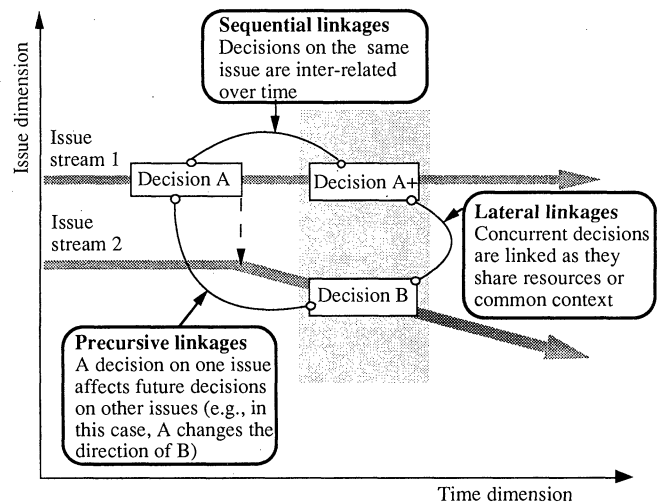 Sequential linkages
Decisions on the same
issue are inter-related
over time
Issue dimension
Issue
stream 1
Decision A
Decision A+
Issue
stream 2
Lateral linkages
Concurrent decisions
are linked as they
share resources or
common context
Decision B
Precursive linkages
A decision on one issue
affects future decisions
on other issues (e.g., in
this case, A changes the
direction of B)
Time dimension